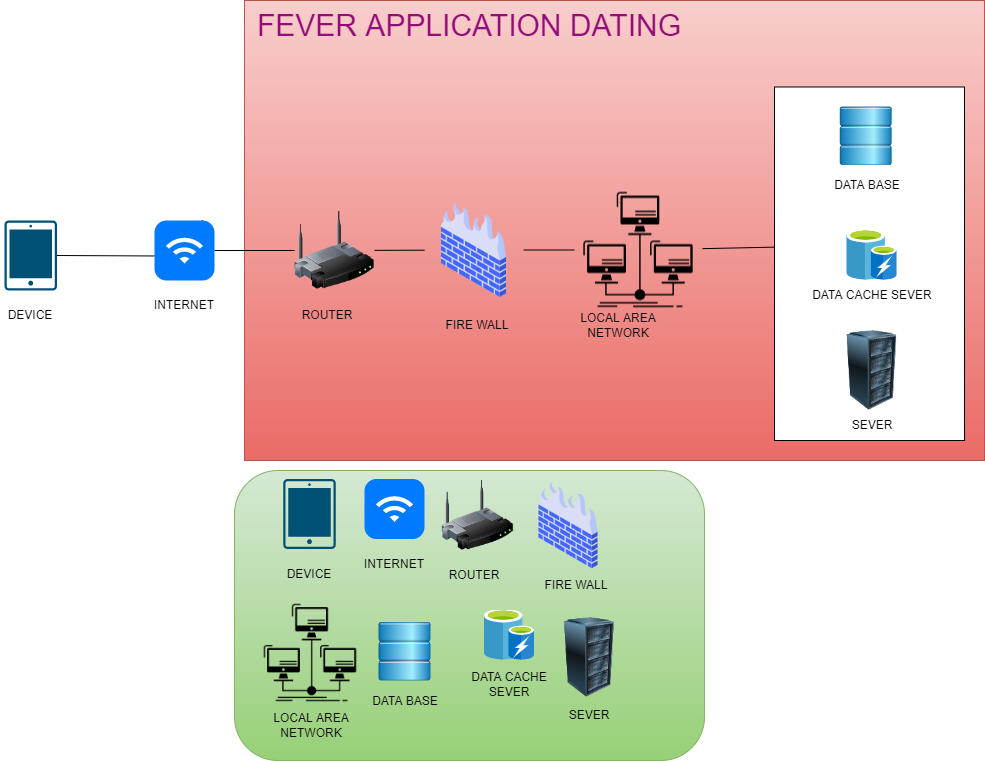 FEVER APPLICATION DATING
DATA BASE
DATA CACHE SEVER
SEVER
DEVICE
INTERNET
ROUTER
FIRE WALL
LOCAL AREA
NETWORK
DEVICE
INTERNET
ROUTER
FIRE WALL
LOCAL AREA
NETWORK
DATA BASE
DATA CACHE
SEVER
SEVER